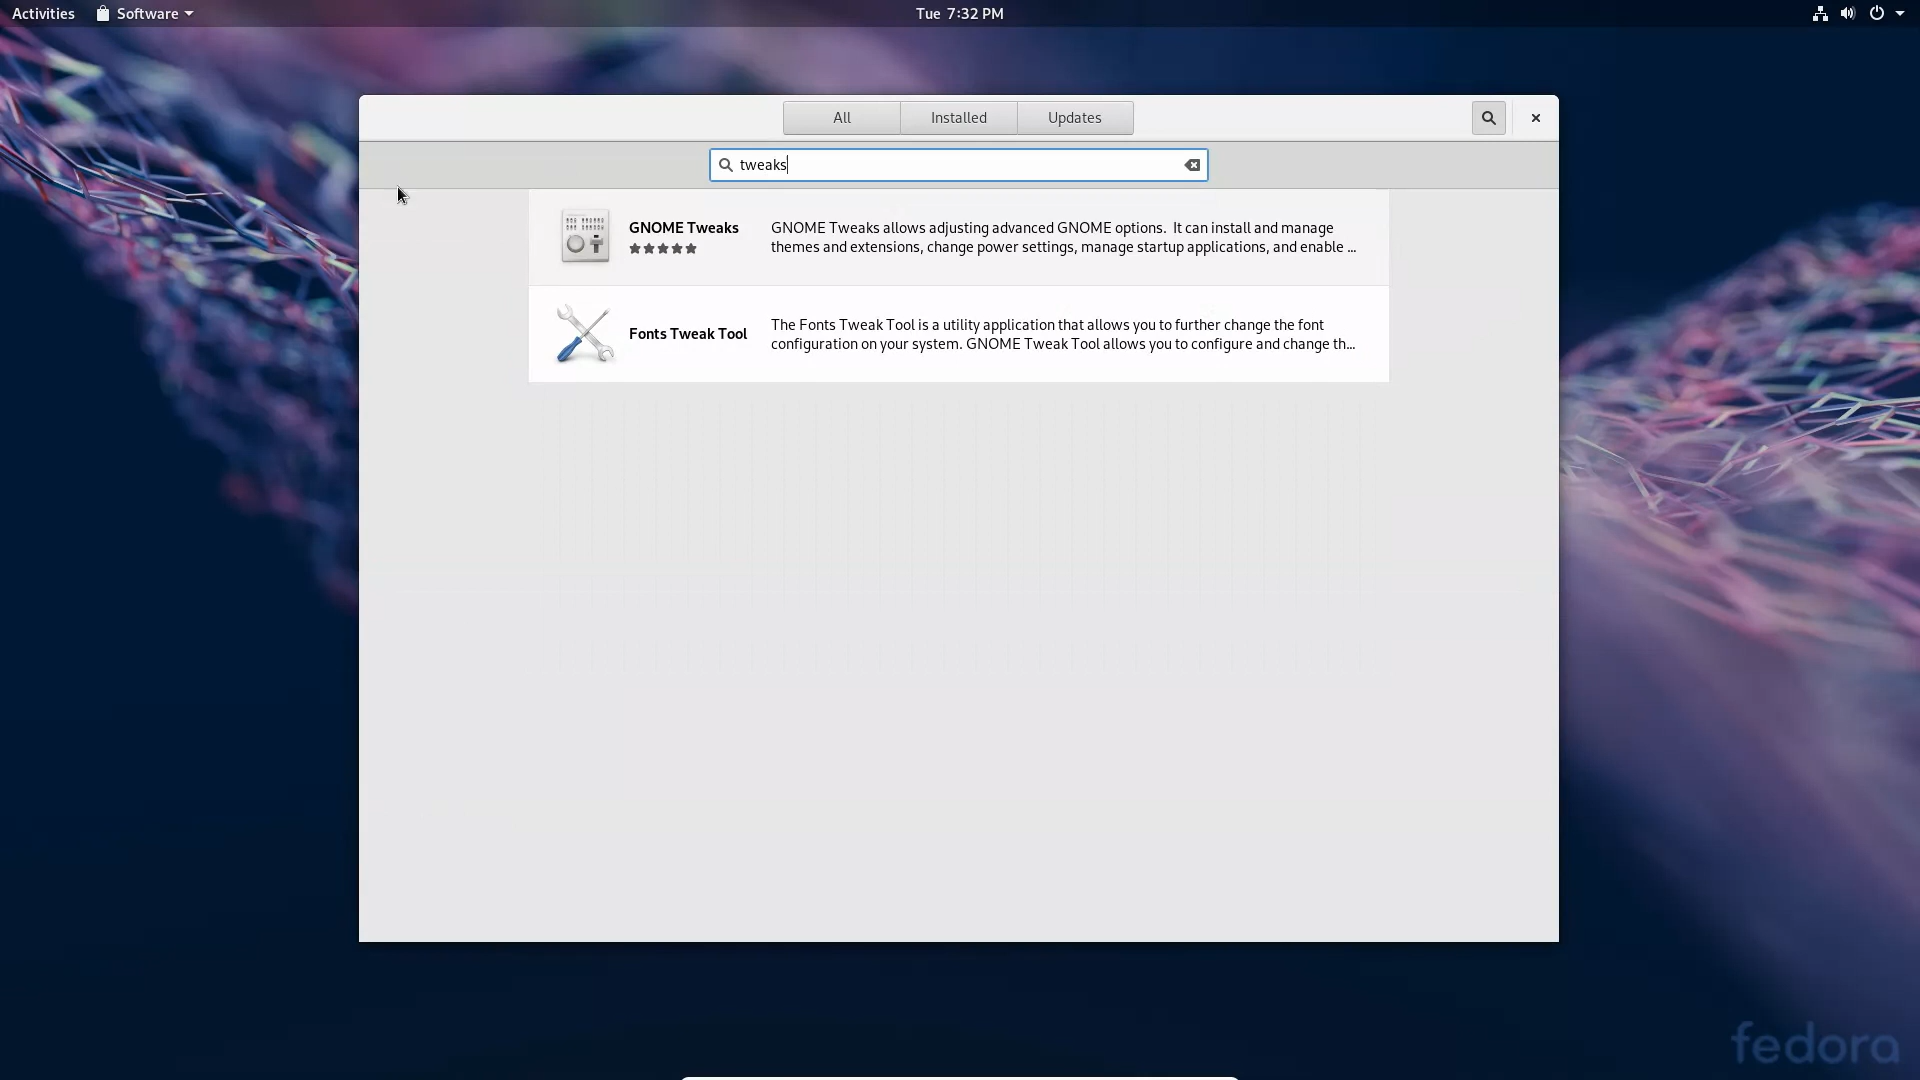 Activities
Software
Tue 7:32 PM
All
Installed
Updates
tweaks
GNOME Tweaks
GNOME Tweaks allows adjusting advanced GNOME options.  It can install and manage
themes and extensions, change power settings, manage startup applications, and enable ...
Fonts Tweak Tool
The Fonts Tweak Tool is a utility application that allows you to further change the font
configuration on your system. GNOME Tweak Tool allows you to configure and change th...
fedora